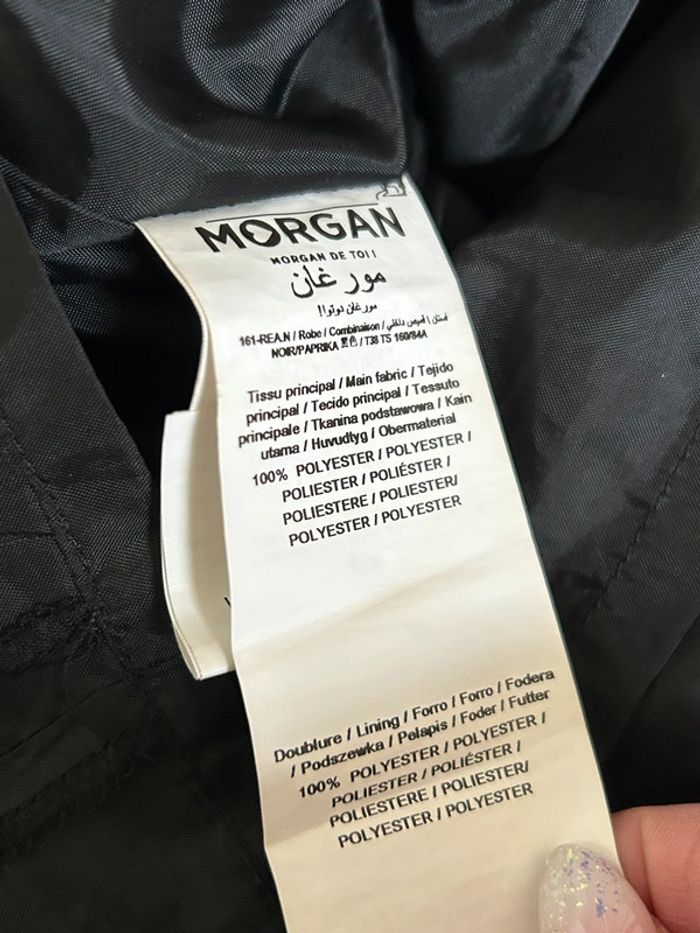 MORGAN
MORGAN DE TOI !
مورغان
مورغان دوتوا!
161-REA.N / Robe / Combinaison / فستان \ قميص داخلي /
NOIR/PAPRIKA / T38 TS 160/84A
Tissu principal / Main fabric / Tejido
principal / Tecido principal / Tessuto
principale / Tkanina podstawowa / Kain
utama / Huvudtyg / Obermaterial
100% POLYESTER / POLYESTER /
POLIESTER / POLIÉSTER /
POLIESTERE / POLIESTER/
POLYESTER / POLYESTER
Doublure / Lining / Forro / Forro / Fodera
/ Podszewka / Pelapis / Foder / Futter
100% POLYESTER / POLYESTER /
POLIESTER / POLIÉSTER /
POLIESTERE / POLIESTER/
POLYESTER / POLYESTER